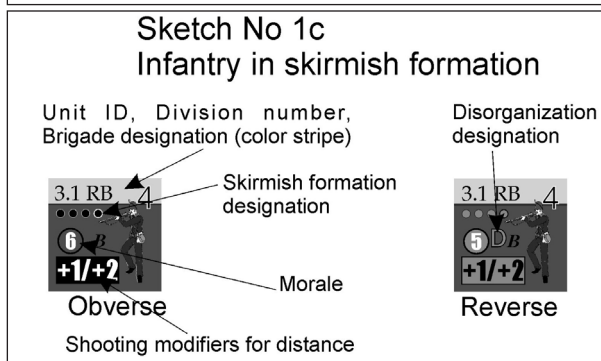 Sketch No 1c
Infantry in skirmish formation
Unit ID, Division number,
Brigade designation (color stripe)
Disorganization
designation
3.1 RB 4
Skirmish formation
designation
6 B
+1/+2
Morale
Obverse
Shooting modifiers for distance
3.1 RB 4
5 D B
+1/+2
Reverse